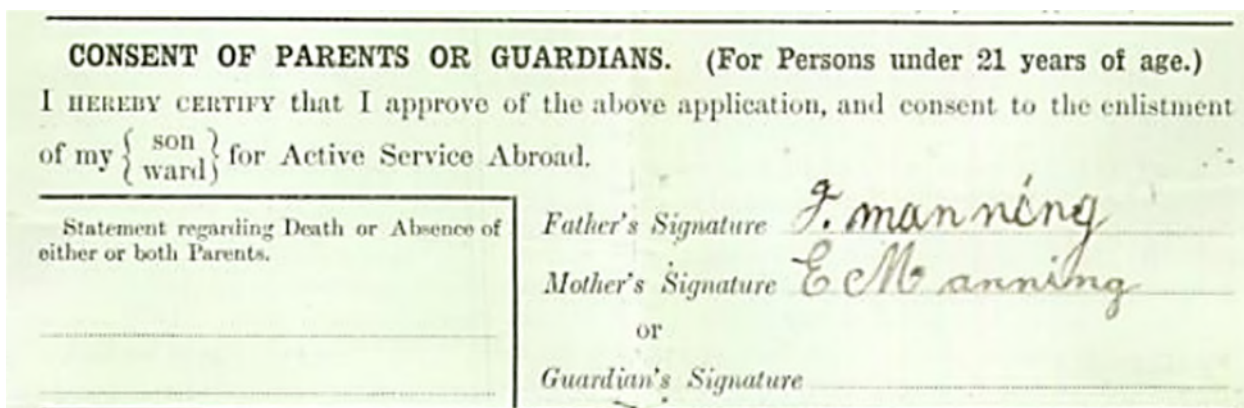 CONSENT OF PARENTS OR GUARDIANS. (For Persons under 21 years of age.)
I HEREBY CERTIFY that I approve of the above application, and consent to the enlistment
of my { son ward } for Active Service Abroad.
Statement regarding Death or Absence of
either or both Parents.
Father's Signature J. manning
Mother's Signature E Manning
or
Guardian's Signature